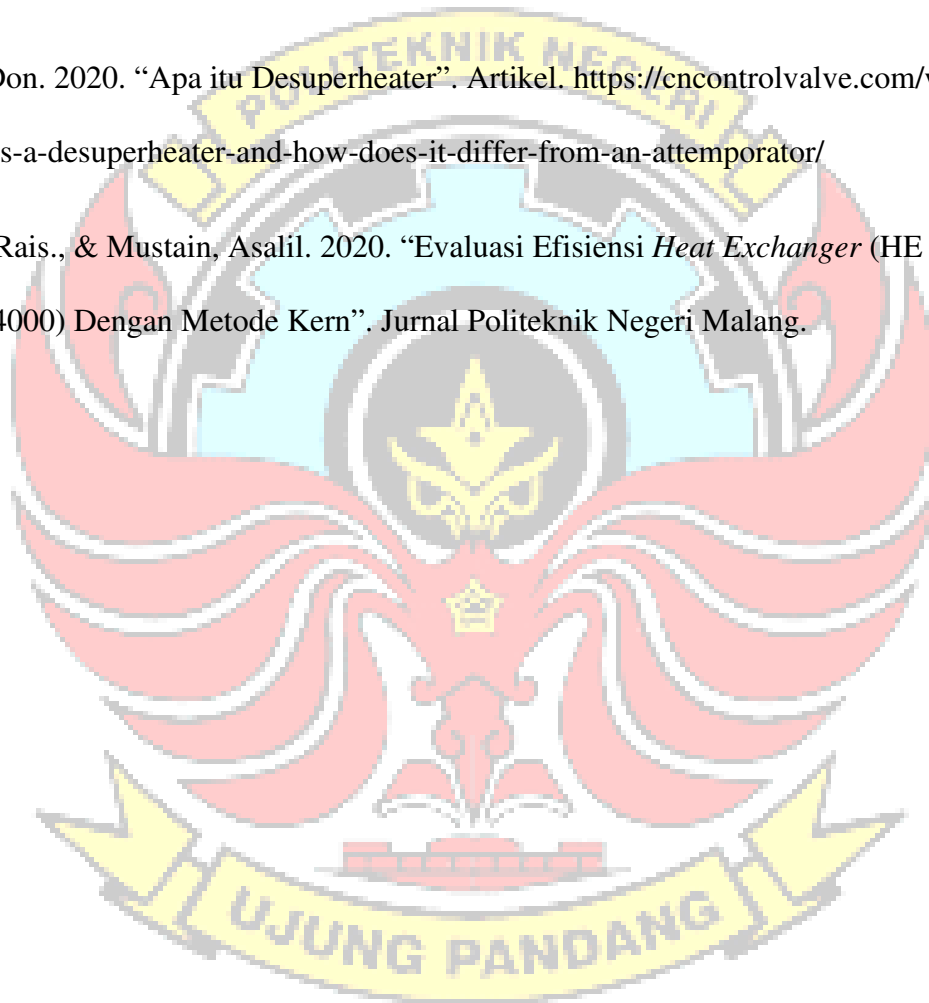 POLITEKNIK NEGERI
Don. 2020. “Apa itu Desuperheater”. Artikel. https://cncontrolvalve.com/
s-a-desuperheater-and-how-does-it-differ-from-an-attemporator/
Rais., & Mustain, Asalil. 2020. “Evaluasi Efisiensi Heat Exchanger (HE
4000) Dengan Metode Kern”. Jurnal Politeknik Negeri Malang.
UJUNG PANDANG